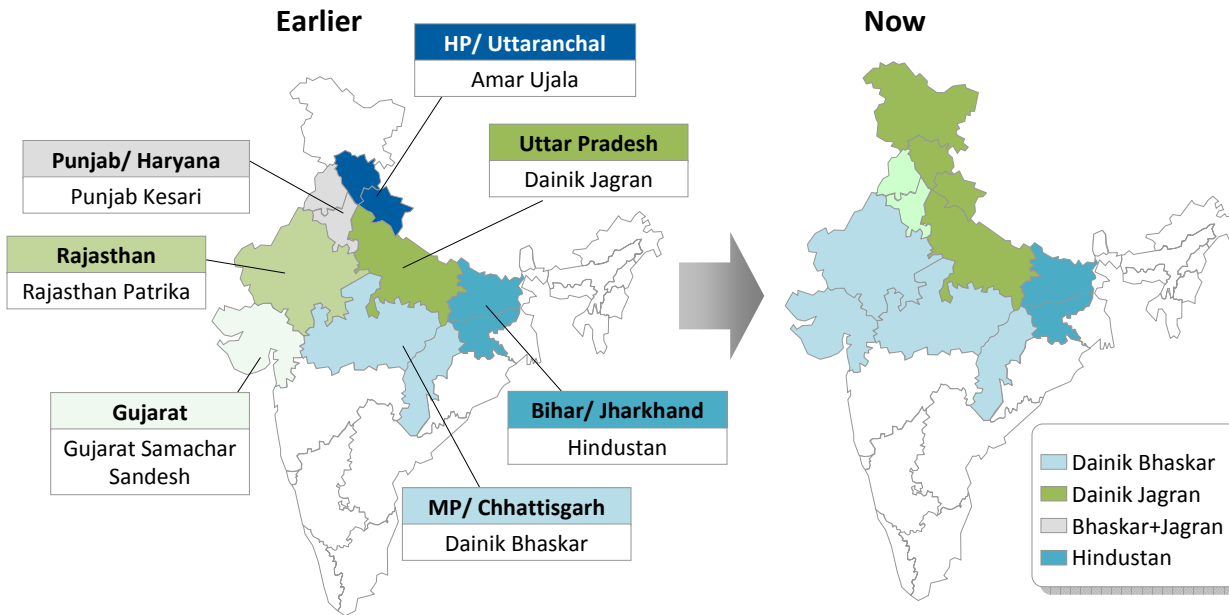 Earlier
Now
HP/ Uttaranchal
Amar Ujala
Uttar Pradesh
Dainik Jagran
Punjab/ Haryana
Punjab Kesari
Rajasthan
Rajasthan Patrika
Gujarat
Gujarat Samachar
Sandesh
Bihar/ Jharkhand
Hindustan
MP/ Chhattisgarh
Dainik Bhaskar
Dainik Bhaskar
Dainik Jagran
Bhaskar+Jagran
Hindustan